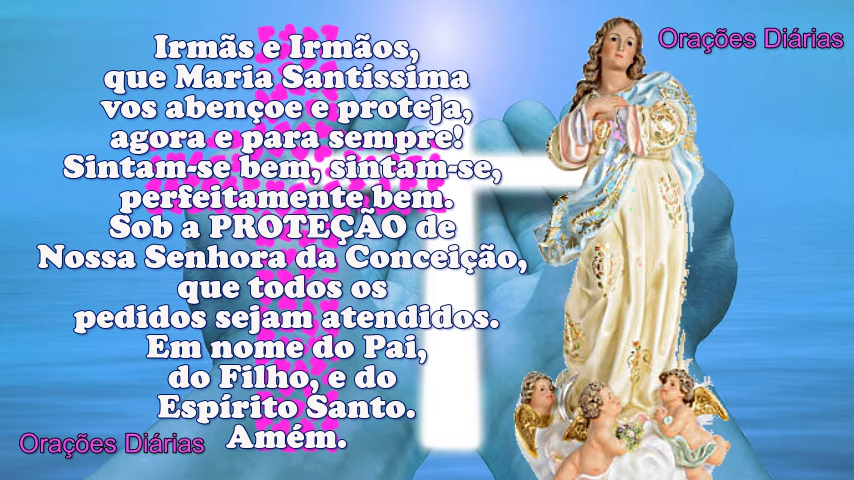 Orações Diárias
Irmãs e Irmãos,
que Maria Santíssima
vos abençoe e proteja,
agora e para sempre!
Sintam-se bem, sintam-se,
perfeitamente bem.
Sob a PROTEÇÃO de
Nossa Senhora da Conceição,
que todos os
pedidos sejam atendidos.
Em nome do Pai,
do Filho, e do
Espírito Santo.
Amém.
Orações Diárias